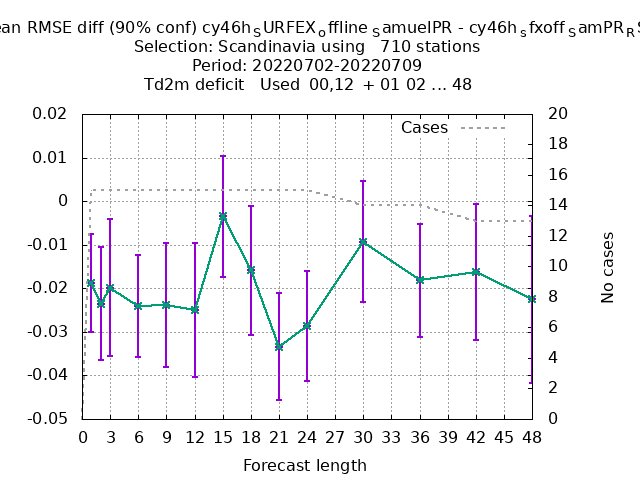 ean RMSE diff (90% conf) cy46h_SURFEX_offline_SamuelPR - cy46h_sfxoff_SamPR_R
Selection: Scandinavia using 710 stations
Period: 20220702-20220709
Td2m deficit Used 00,12 + 01 02 ... 48
Cases
0.02
0.01
0
-0.01
-0.02
-0.03
-0.04
-0.05
20
18
16
14
12
10
8
6
4
2
0
No cases
0 3 6 9 12 15 18 21 24 27 30 33 36 39 42 45 48
Forecast length